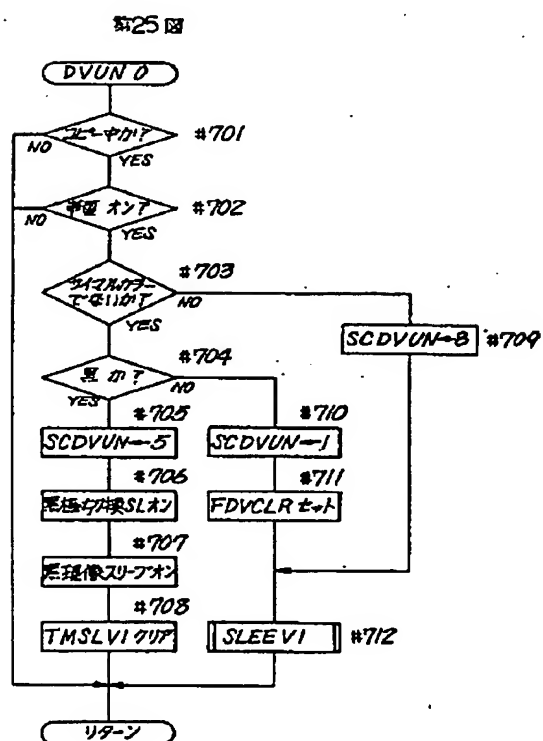 第25図
DVUN 0
コピー中か? #701
NO
YES
オン? #702
NO
YES
サイマルカラーでないか? #703
NO
YES
SCDVUN←8 #709
黒か? #704
YES
NO
#705
SCDVUN←5
#710
SCDVUN←1
#706
黒極切換SLオン
#711
FDVCLRセット
#707
黒現像スリーブオン
#708
TMSLV1クリア
SLEEV1 #712
リターン